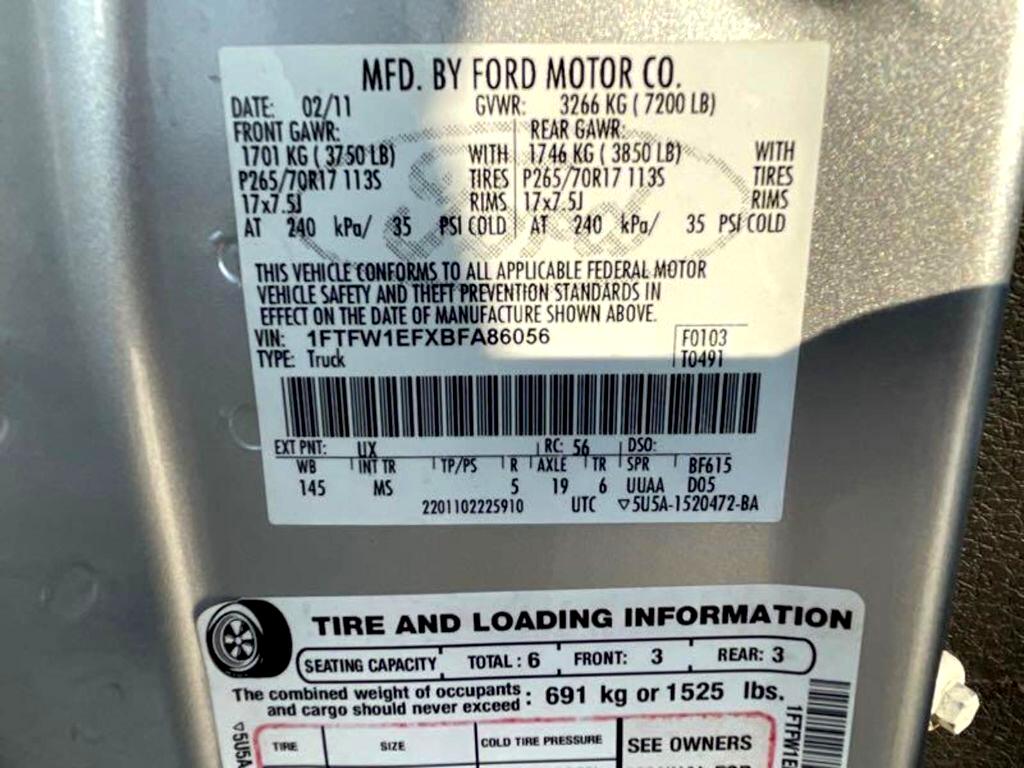 MFD. BY FORD MOTOR CO.
DATE: 02/11 GVWR: 3266 KG ( 7200 LB)
FRONT GAWR: REAR GAWR:
1701 KG ( 3750 LB) WITH 1746 KG ( 3850 LB) WITH
P265/70R17 113S TIRES P265/70R17 113S TIRES
17x7.5J RIMS 17x7.5J RIMS
AT 240 kPa/ 35 PSI COLD AT 240 kPa/ 35 PSI COLD
THIS VEHICLE CONFORMS TO ALL APPLICABLE FEDERAL MOTOR
VEHICLE SAFETY AND THEFT PREVENTION STANDARDS IN
EFFECT ON THE DATE OF MANUFACTURE SHOWN ABOVE.
VIN: 1FTFW1EFXBFA86056 F0103
TYPE: Truck T0491
EXT PNT: UX RC: 56 DSO:
WB INT TR TP/PS R AXLE TR SPR BF615
145 MS 5 19 6 UUAA D05
2201102225910 UTC ▽5U5A-1520472-BA
TIRE AND LOADING INFORMATION
SEATING CAPACITY TOTAL : 6 FRONT: 3 REAR: 3
The combined weight of occupants
and cargo should never exceed : 691 kg or 1525 lbs.
TIRE SIZE COLD TIRE PRESSURE SEE OWNERS
▽5U5A
1FTFW1E